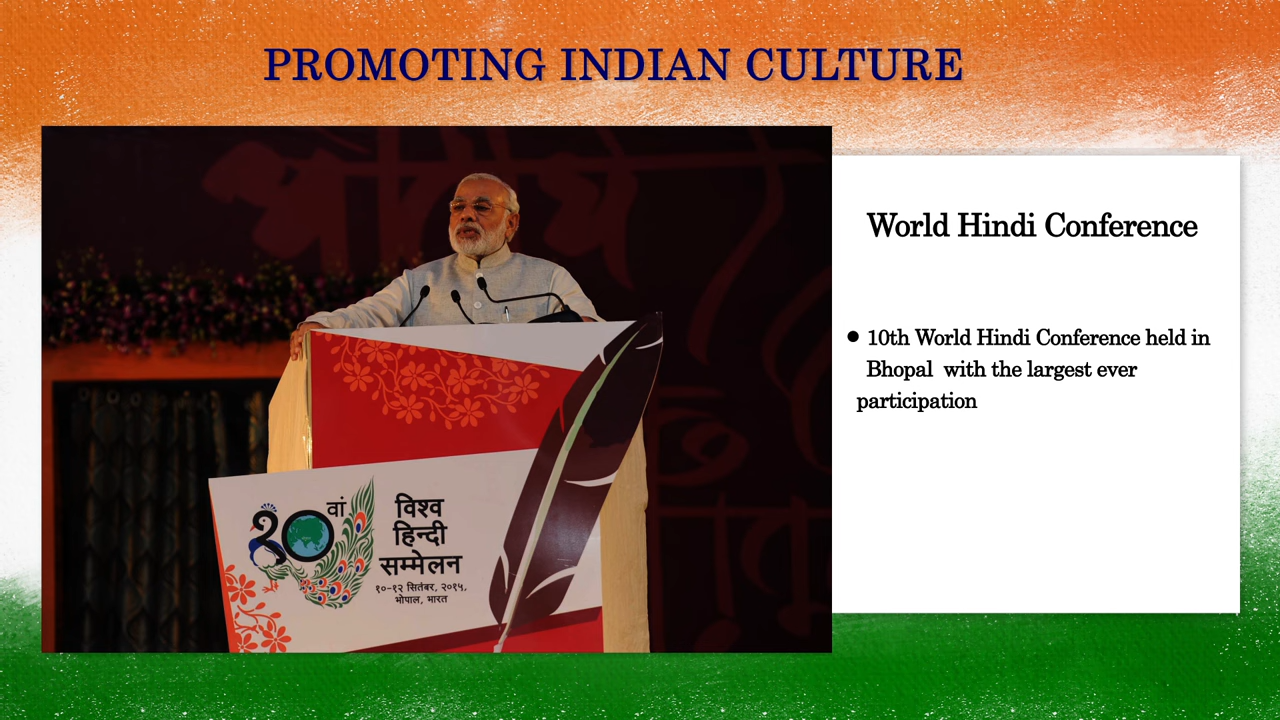 PROMOTING INDIAN CULTURE
World Hindi Conference
● 10th World Hindi Conference held in
Bhopal with the largest ever
participation
१०वां
विश्व
हिन्दी
सम्मेलन
१०-१२ सितंबर, २०१५,
भोपाल, भारत